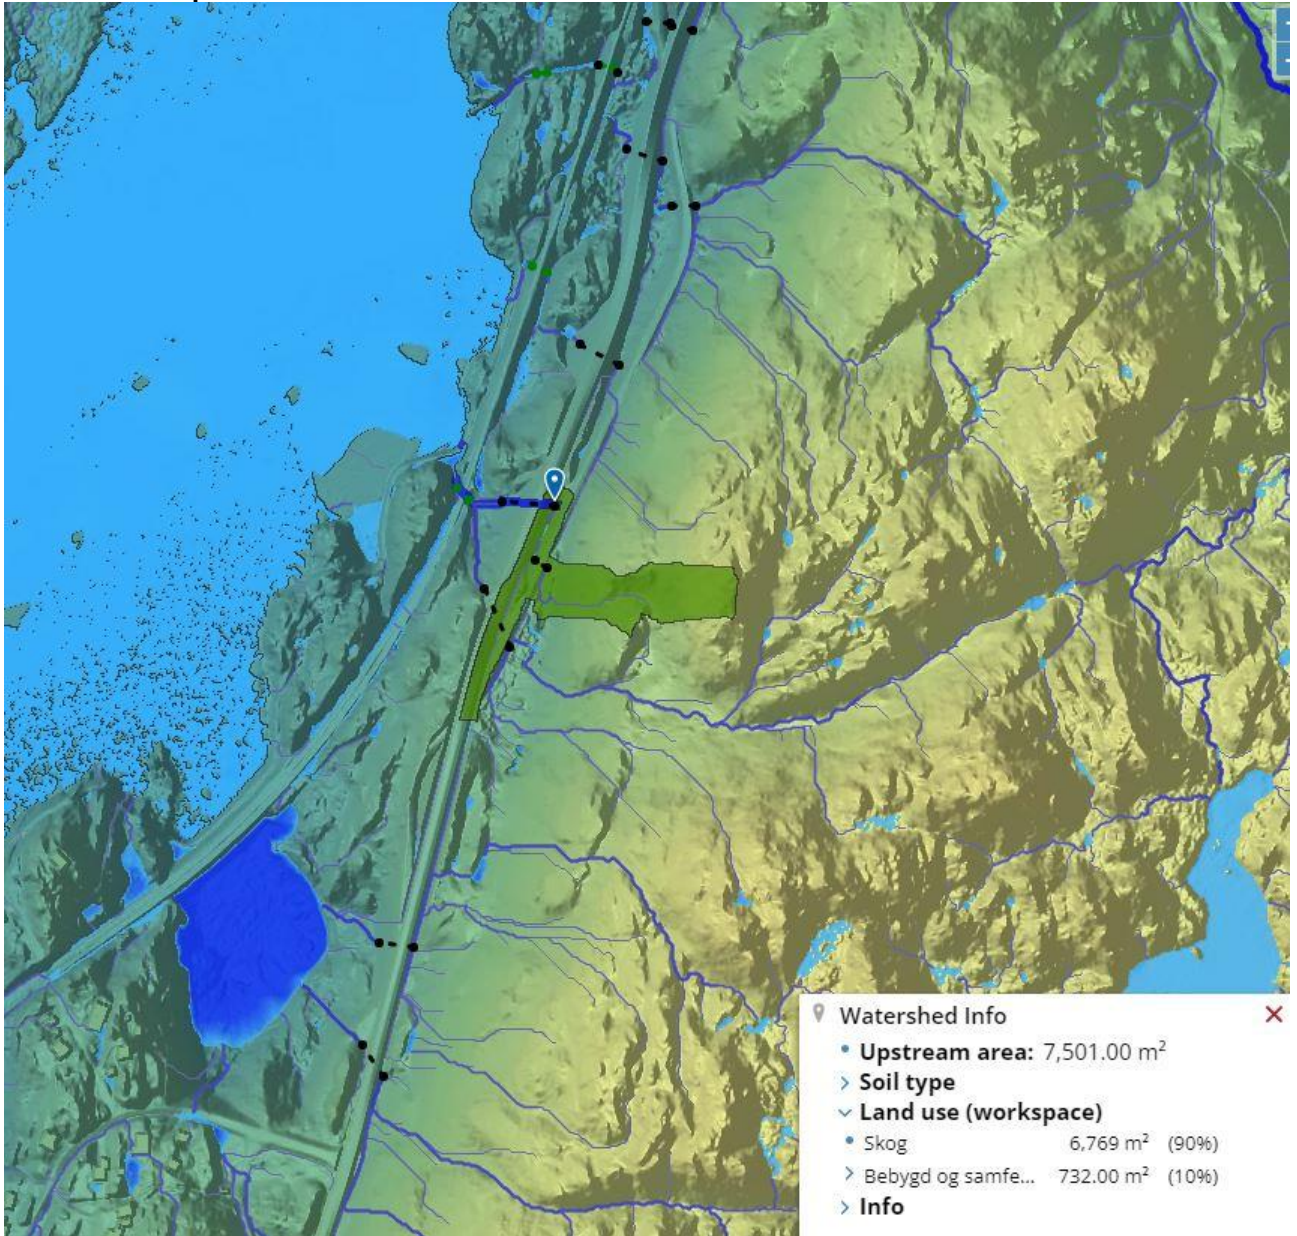 Watershed Info
Upstream area: 7,501.00 m²
Soil type
Land use (workspace)
Skog 6,769 m² (90%)
Bebygd og samfe... 732.00 m² (10%)
Info